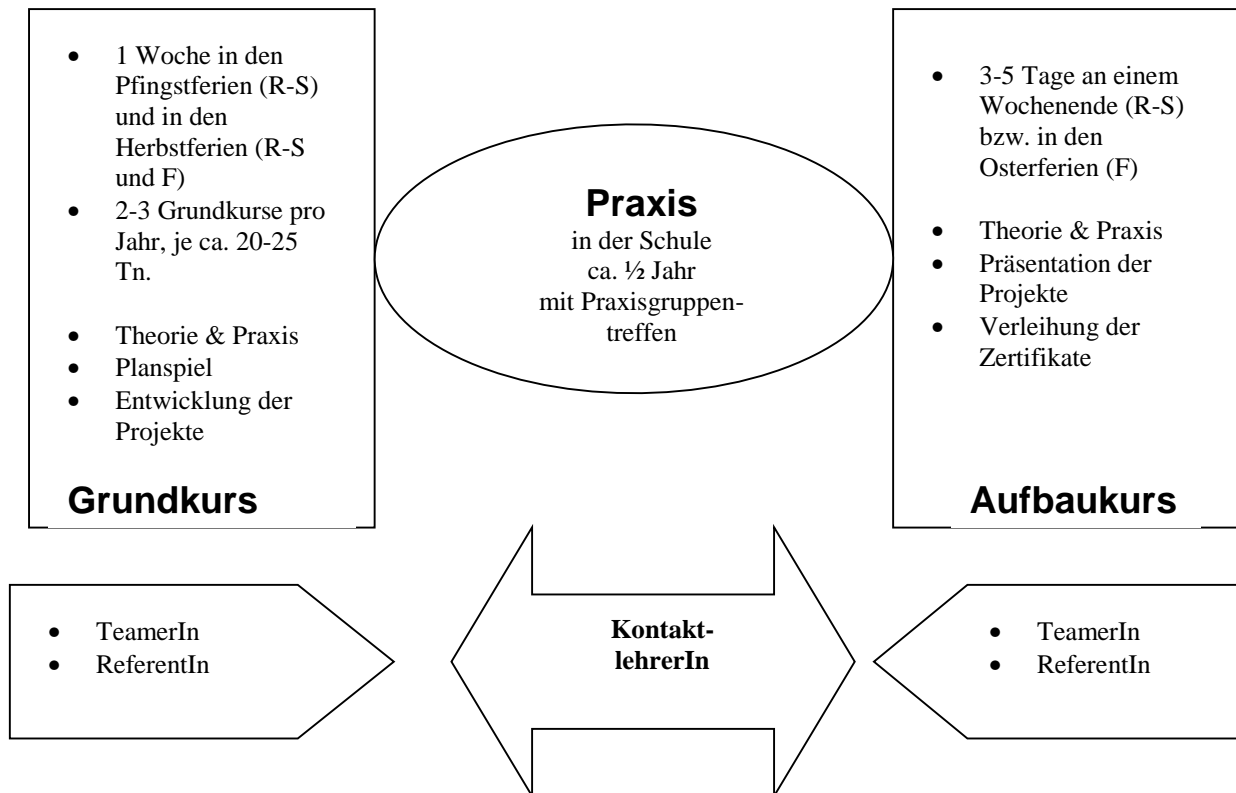 • 1 Woche in den
Pfingstferien (R-S)
und in den
Herbstferien (R-S
und F)
• 2-3 Grundkurse pro
Jahr, je ca. 20-25
Tn.
• Theorie & Praxis
• Planspiel
• Entwicklung der
Projekte
Grundkurs
Praxis
in der Schule
ca. ½ Jahr
mit Praxisgruppen-
treffen
• 3-5 Tage an einem
Wochenende (R-S)
bzw. in den
Osterferien (F)
• Theorie & Praxis
• Präsentation der
Projekte
• Verleihung der
Zertifikate
Aufbaukurs
• TeamerIn
• ReferentIn
Kontakt-
lehrerIn
• TeamerIn
• ReferentIn